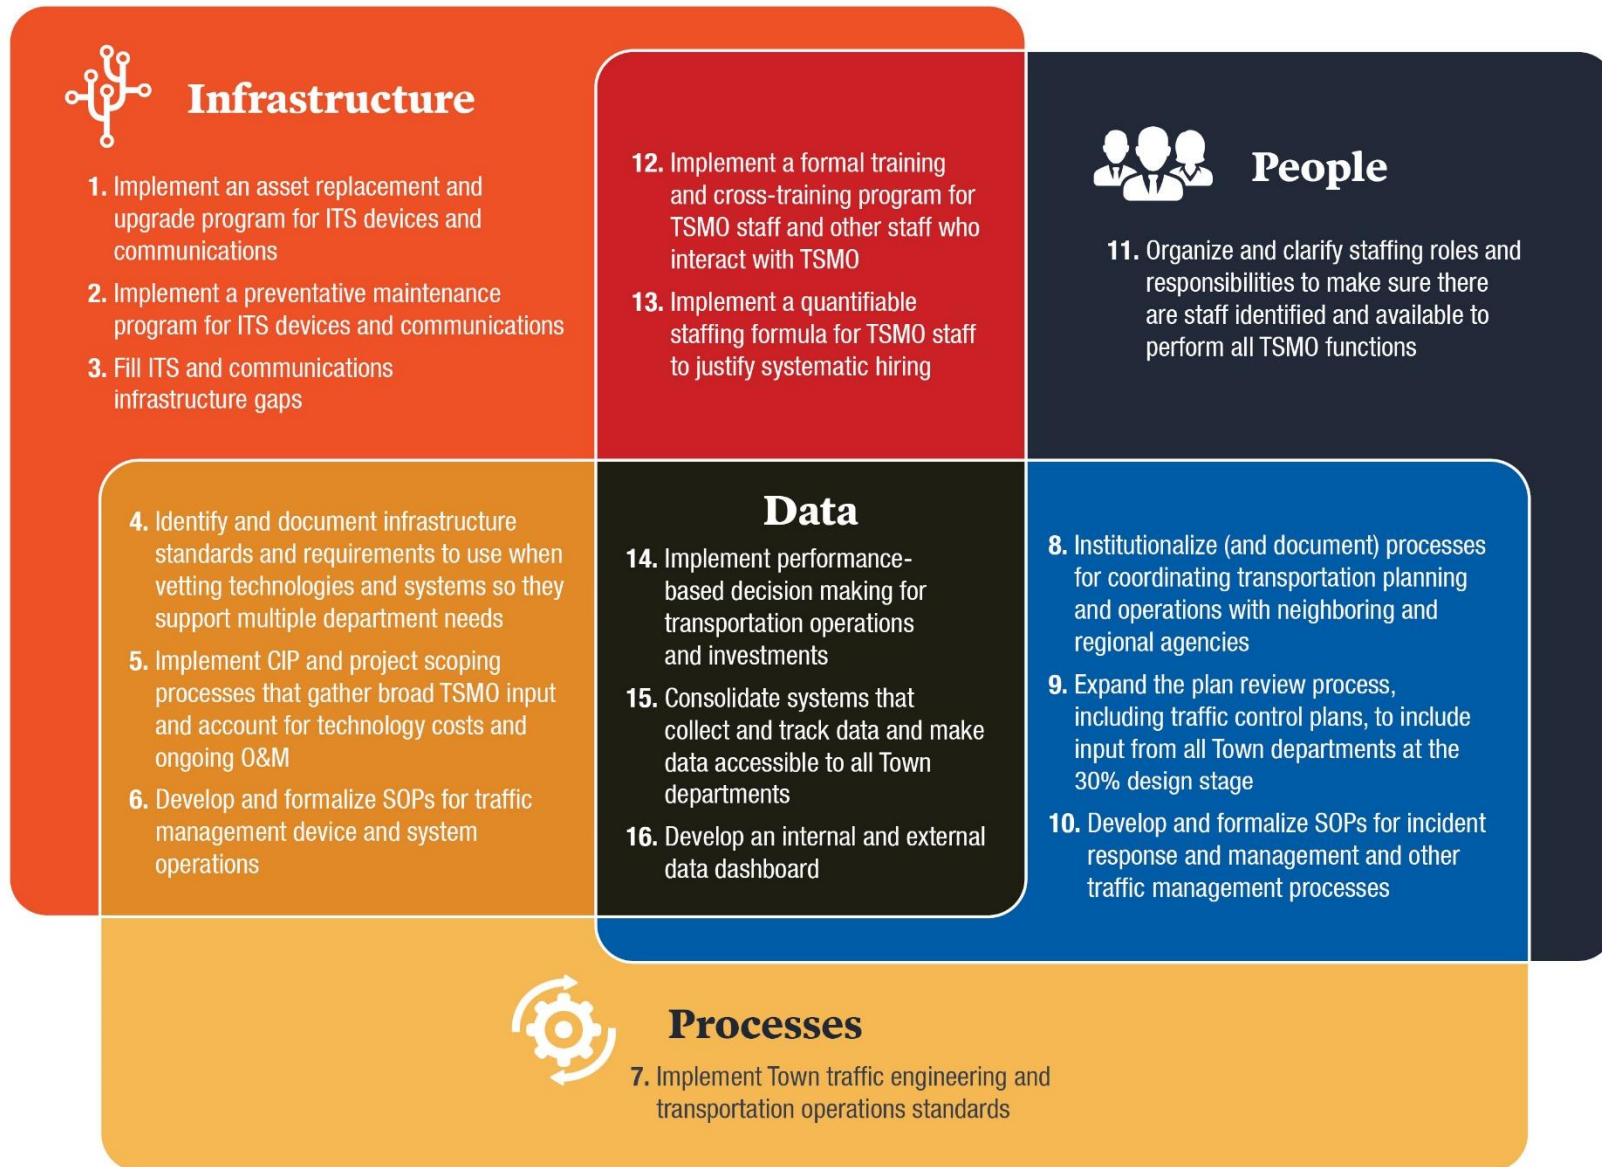 Infrastructure
1. Implement an asset replacement and
upgrade program for ITS devices and
communications
2. Implement a preventative maintenance
program for ITS devices and communications
3. Fill ITS and communications
infrastructure gaps
12. Implement a formal training
and cross-training program for
TSMO staff and other staff who
interact with TSMO
13. Implement a quantifiable
staffing formula for TSMO staff
to justify systematic hiring
People
11. Organize and clarify staffing roles and
responsibilities to make sure there
are staff identified and available to
perform all TSMO functions
4. Identify and document infrastructure
standards and requirements to use when
vetting technologies and systems so they
support multiple department needs
5. Implement CIP and project scoping
processes that gather broad TSMO input
and account for technology costs and
ongoing O&M
6. Develop and formalize SOPs for traffic
management device and system
operations
Data
14. Implement performance-
based decision making for
transportation operations
and investments
15. Consolidate systems that
collect and track data and make
data accessible to all Town
departments
16. Develop an internal and external
data dashboard
8. Institutionalize (and document) processes
for coordinating transportation planning
and operations with neighboring and
regional agencies
9. Expand the plan review process,
including traffic control plans, to include
input from all Town departments at the
30% design stage
10. Develop and formalize SOPs for incident
response and management and other
traffic management processes
Processes
7. Implement Town traffic engineering and
transportation operations standards